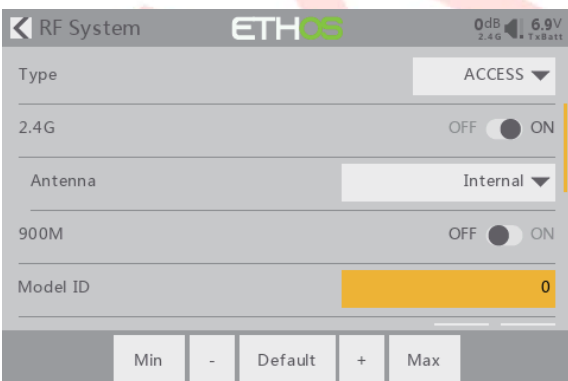 RF System ETHOS 0dB 2.4G 6.9V TxBatt
Type ACCESS
2.4G OFF ON
Antenna Internal
900M OFF ON
Model ID 0
Min - Default + Max